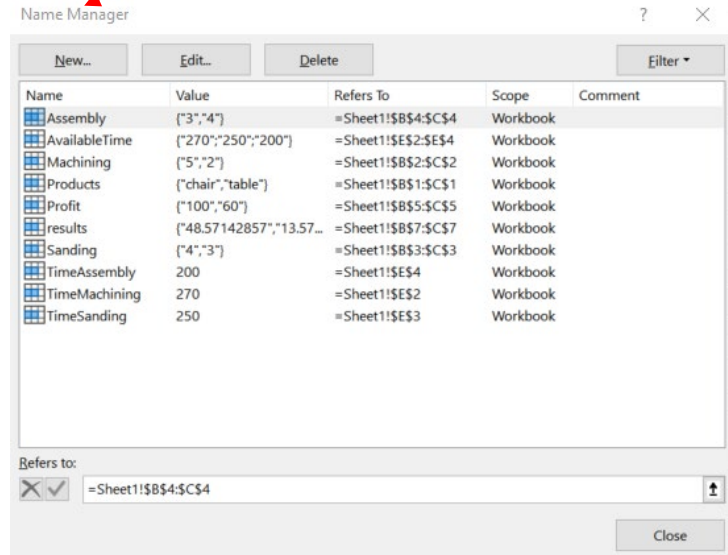 Name Manager ? ×
New... Edit... Delete Filter
Name Value Refers To Scope Comment
Assembly {"3","4"} =Sheet1!$B$4:$C$4 Workbook
AvailableTime {"270";"250";"200"} =Sheet1!$E$2:$E$4 Workbook
Machining {"5","2"} =Sheet1!$B$2:$C$2 Workbook
Products {"chair","table"} =Sheet1!$B$1:$C$1 Workbook
Profit {"100","60"} =Sheet1!$B$5:$C$5 Workbook
results {"48.57142857","13.57... =Sheet1!$B$7:$C$7 Workbook
Sanding {"4","3"} =Sheet1!$B$3:$C$3 Workbook
TimeAssembly 200 =Sheet1!$E$4 Workbook
TimeMachining 270 =Sheet1!$E$2 Workbook
TimeSanding 250 =Sheet1!$E$3 Workbook
Refers to:
=Sheet1!$B$4:$C$4
Close